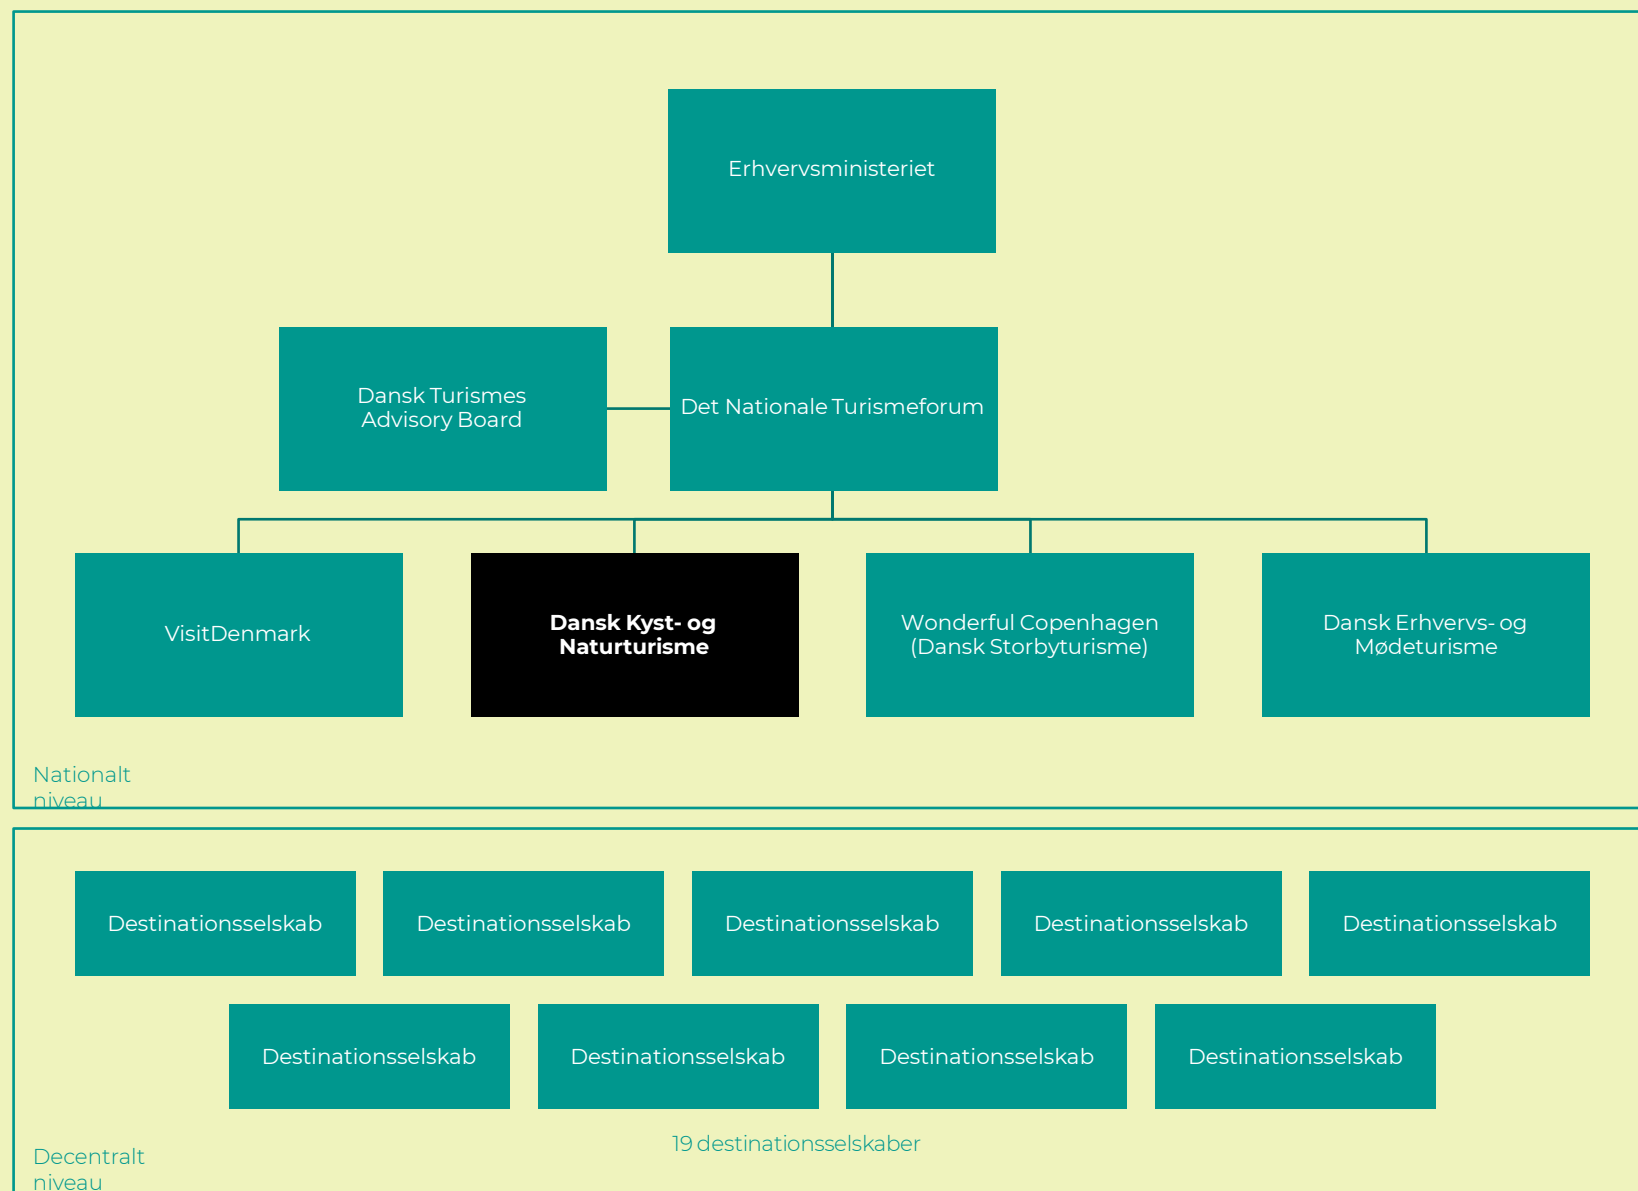 Erhvervsministeriet
Dansk Turismes
Advisory Board
Det Nationale Turismeforum
VisitDenmark
Dansk Kyst- og
Naturturisme
Wonderful Copenhagen
(Dansk Storbyturisme)
Dansk Erhvervs- og
Mødeturisme
Nationalt
niveau
Destinationsselskab
Destinationsselskab
Destinationsselskab
Destinationsselskab
Destinationsselskab
Destinationsselskab
Destinationsselskab
Destinationsselskab
Destinationsselskab
19 destinationsselskaber
Decentralt
niveau